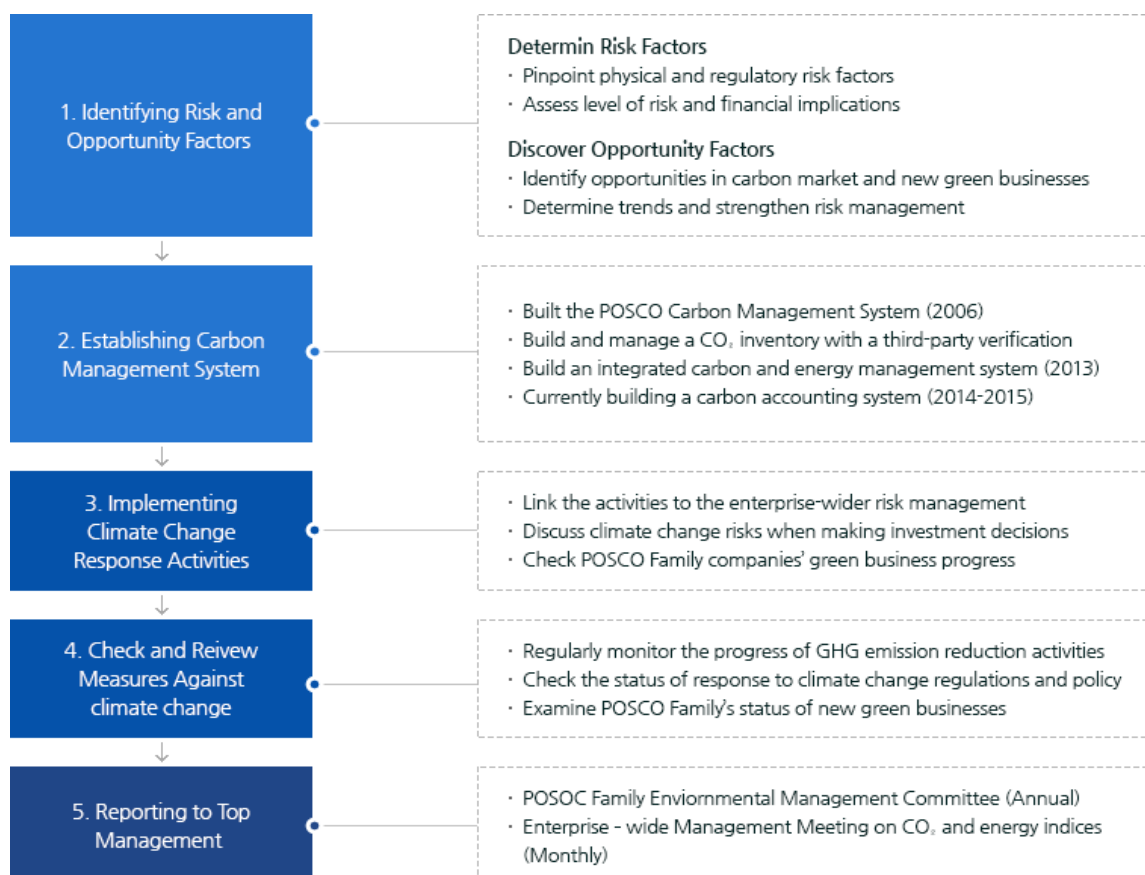 1. Identifying Risk and
Opportunity Factors
Determin Risk Factors
· Pinpoint physical and regulatory risk factors
· Assess level of risk and financial implications
Discover Opportunity Factors
· Identify opportunities in carbon market and new green businesses
· Determine trends and strengthen risk management
2. Establishing Carbon
Management System
· Built the POSCO Carbon Management System (2006)
· Build and manage a CO₂ inventory with a third-party verification
· Build an integrated carbon and energy management system (2013)
· Currently building a carbon accounting system (2014-2015)
3. Implementing
Climate Change
Response Activities
· Link the activities to the enterprise-wider risk management
· Discuss climate change risks when making investment decisions
· Check POSCO Family companies' green business progress
4. Check and Reivew
Measures Against
climate change
· Regularly monitor the progress of GHG emission reduction activities
· Check the status of response to climate change regulations and policy
· Examine POSCO Family's status of new green businesses
5. Reporting to Top
Management
· POSOC Family Enviornmental Management Committee (Annual)
· Enterprise - wide Management Meeting on CO₂ and energy indices
(Monthly)